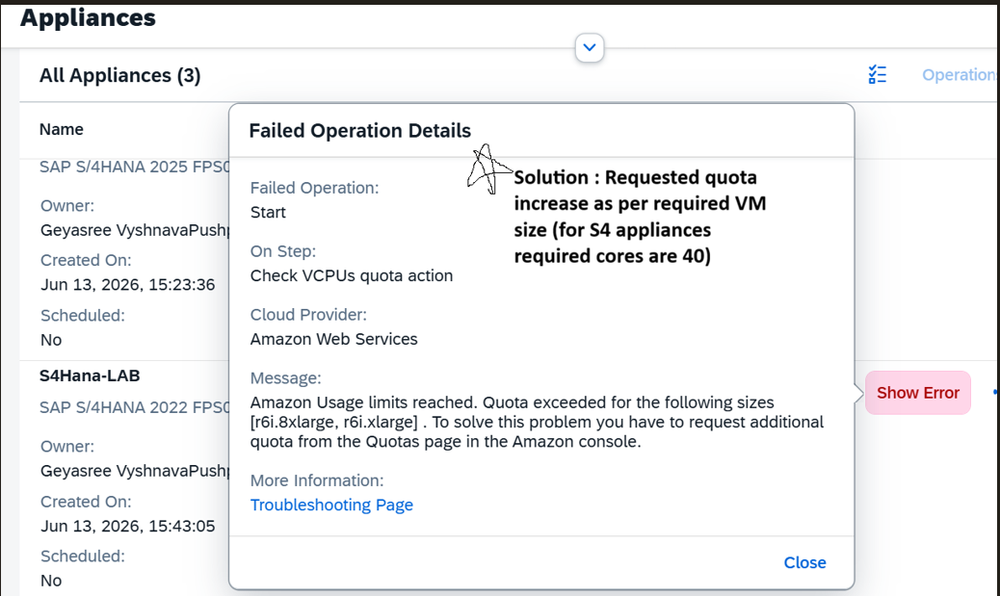 Appliances
All Appliances (3)
Operation
Name
SAP S/4HANA 2025 FPS0
Owner:
Geyasree VyshnavaPushp
Created On:
Jun 13, 2026, 15:23:36
Scheduled:
No
S4Hana-LAB
SAP S/4HANA 2022 FPS0
Owner:
Geyasree VyshnavaPushp
Created On:
Jun 13, 2026, 15:43:05
Scheduled:
No
Failed Operation Details
Failed Operation:
Start
On Step:
Check VCPUs quota action
Cloud Provider:
Amazon Web Services
Message:
Amazon Usage limits reached. Quota exceeded for the following sizes
[r6i.8xlarge, r6i.xlarge] . To solve this problem you have to request additional
quota from the Quotas page in the Amazon console.
More Information:
Troubleshooting Page
Close
Solution : Requested quota
increase as per required VM
size (for S4 appliances
required cores are 40)
Show Error